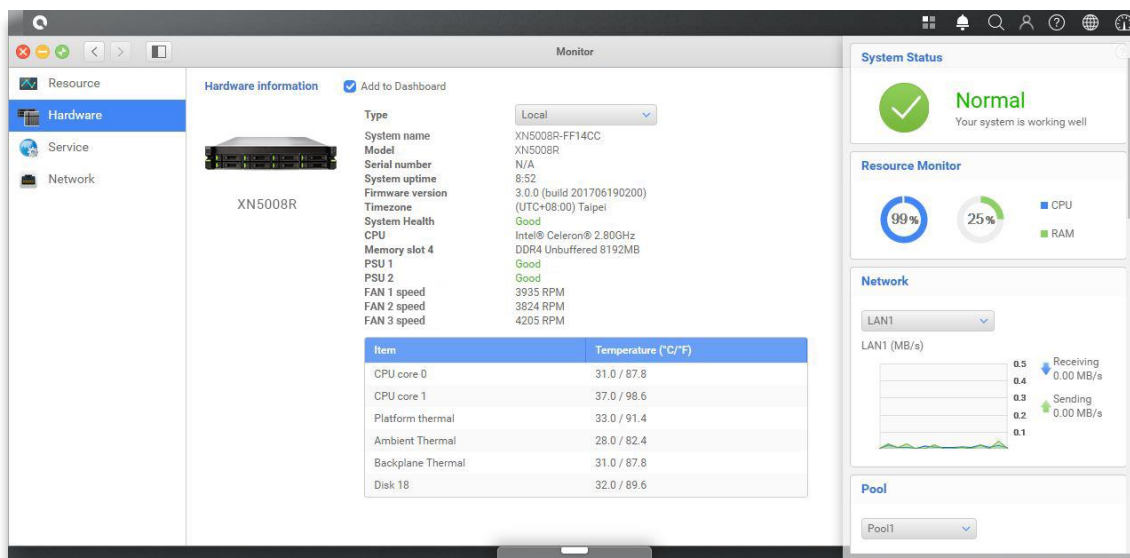 Monitor
Resource
Hardware
Service
Network
Hardware information
Add to Dashboard
XN5008R
Type Local
System name XN5008R-FF14CC
Model XN5008R
Serial number N/A
System uptime 8:52
Firmware version 3.0.0 (build 201706190200)
Timezone (UTC+08:00) Taipei
System Health Good
CPU Intel® Celeron® 2.80GHz
Memory slot 4 DDR4 Unbuffered 8192MB
PSU 1 Good
PSU 2 Good
FAN 1 speed 3935 RPM
FAN 2 speed 3824 RPM
FAN 3 speed 4205 RPM
Item Temperature (°C/°F)
CPU core 0 31.0 / 87.8
CPU core 1 37.0 / 98.6
Platform thermal 33.0 / 91.4
Ambient Thermal 28.0 / 82.4
Backplane Thermal 31.0 / 87.8
Disk 18 32.0 / 89.6
System Status
Normal
Your system is working well
Resource Monitor
99%
25%
CPU
RAM
Network
LAN1
LAN1 (MB/s)
0.5
0.4
0.3
0.2
0.1
Receiving
0.00 MB/s
Sending
0.00 MB/s
Pool
Pool1